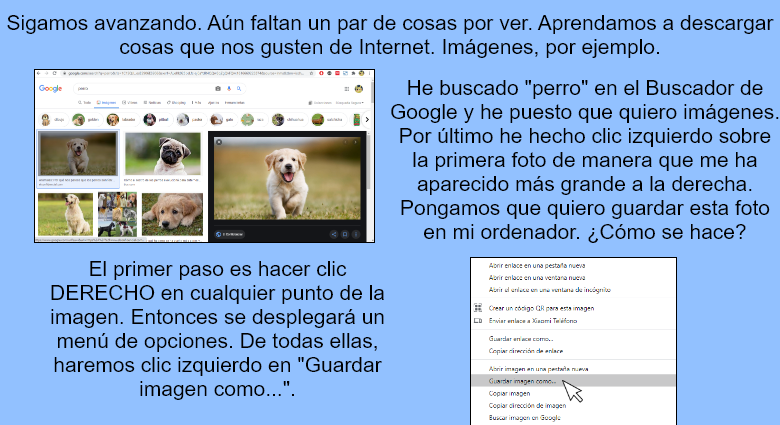 Sigamos avanzando. Aún faltan un par de cosas por ver. Aprendamos a descargar
cosas que nos gusten de Internet. Imágenes, por ejemplo.
Google
perro
He buscado "perro" en el Buscador de
Google y he puesto que quiero imágenes.
Por último he hecho clic izquierdo sobre
la primera foto de manera que me ha
aparecido más grande a la derecha.
Pongamos que quiero guardar esta foto
en mi ordenador. ¿Cómo se hace?
El primer paso es hacer clic
DERECHO en cualquier punto de la
imagen. Entonces se desplegará un
menú de opciones. De todas ellas,
haremos clic izquierdo en "Guardar
imagen como...".
Abrir enlace en una pestaña nueva
Abrir enlace en una ventana nueva
Abrir el enlace en una ventana de incógnito
Crear un código QR para esta imagen
Enviar enlace a Xiaomi Teléfono
Guardar enlace como...
Copiar dirección de enlace
Abrir imagen en una pestaña nueva
Guardar imagen como...
Copiar imagen
Copiar dirección de imagen
Buscar imagen en Google